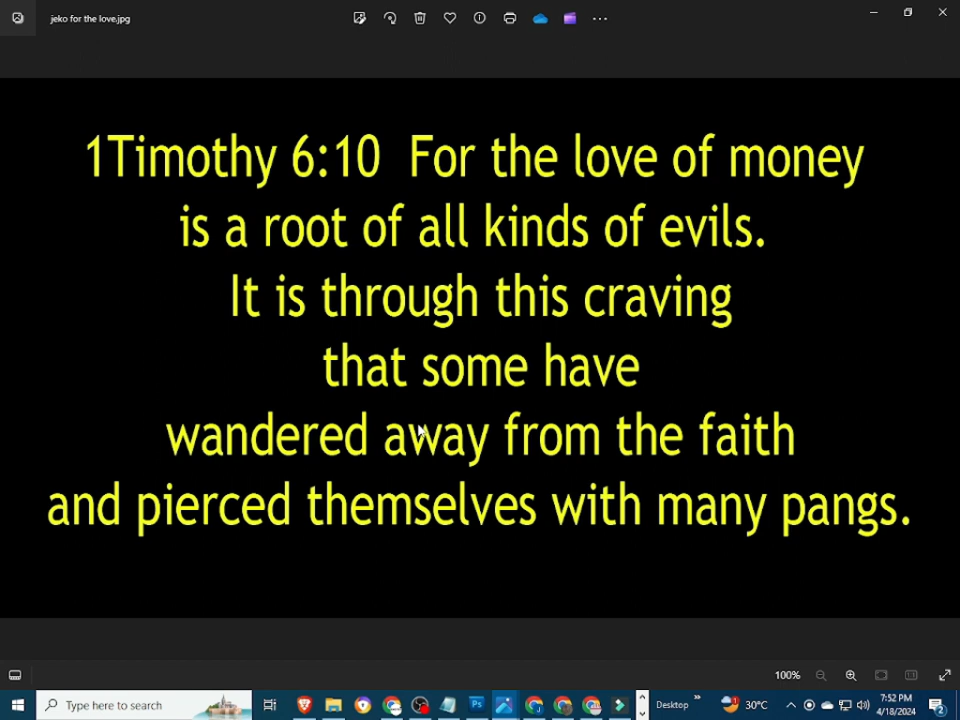 jeko for the love.jpg
1Timothy 6:10 For the love of money
is a root of all kinds of evils.
It is through this craving
that some have
wandered away from the faith
and pierced themselves with many pangs.
100%
Type here to search
Ps
Desktop
30°C
7:52 PM
4/18/2024
2